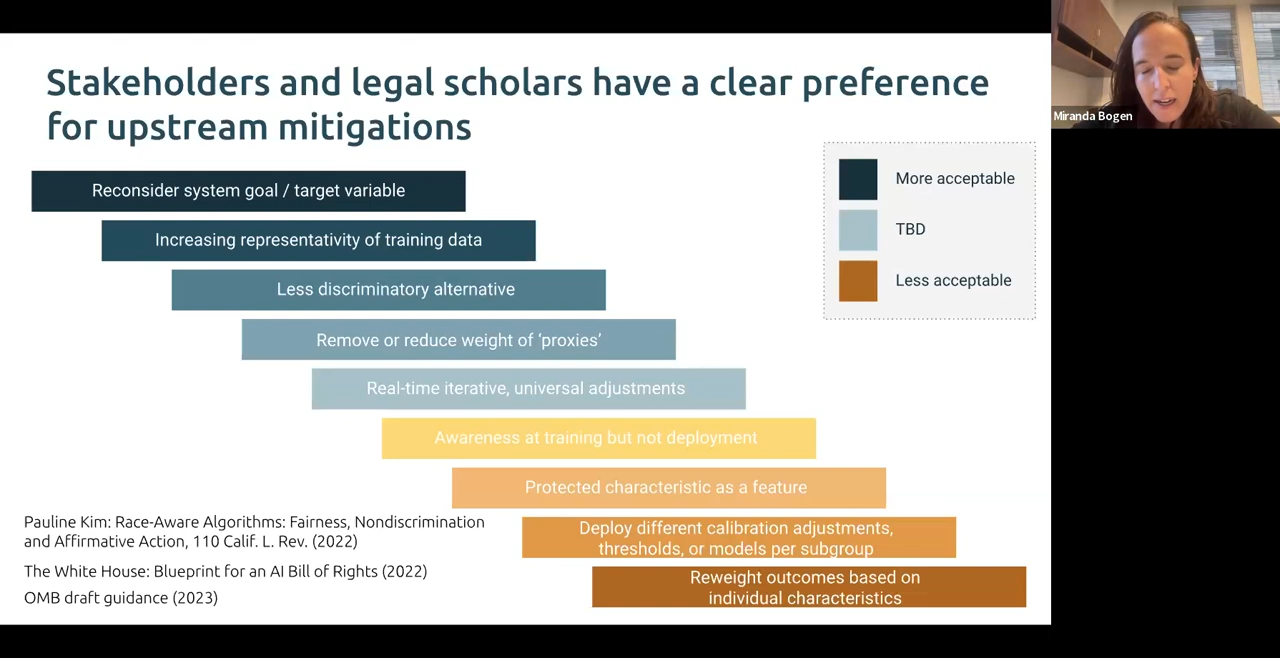 Stakeholders and legal scholars have a clear preference
for upstream mitigations
Miranda Bogen
Reconsider system goal / target variable
Increasing representativity of training data
Less discriminatory alternative
Remove or reduce weight of ‘proxies’
Real-time iterative, universal adjustments
Awareness at training but not deployment
Protected characteristic as a feature
Deploy different calibration adjustments,
thresholds, or models per subgroup
Reweight outcomes based on
individual characteristics
More acceptable
TBD
Less acceptable
Pauline Kim: Race-Aware Algorithms: Fairness, Nondiscrimination
and Affirmative Action, 110 Calif. L. Rev. (2022)
The White House: Blueprint for an AI Bill of Rights (2022)
OMB draft guidance (2023)